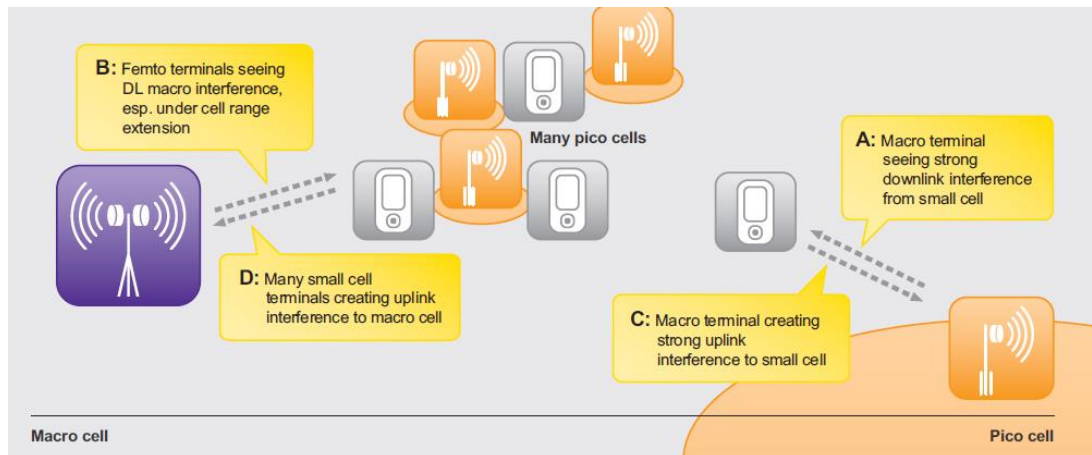 B: Femto terminals seeing
DL macro interference,
esp. under cell range
extension
Many pico cells
A: Macro terminal
seeing strong
downlink interference
from small cell
D: Many small cell
terminals creating uplink
interference to macro cell
C: Macro terminal creating
strong uplink
interference to small cell
Macro cell
Pico cell